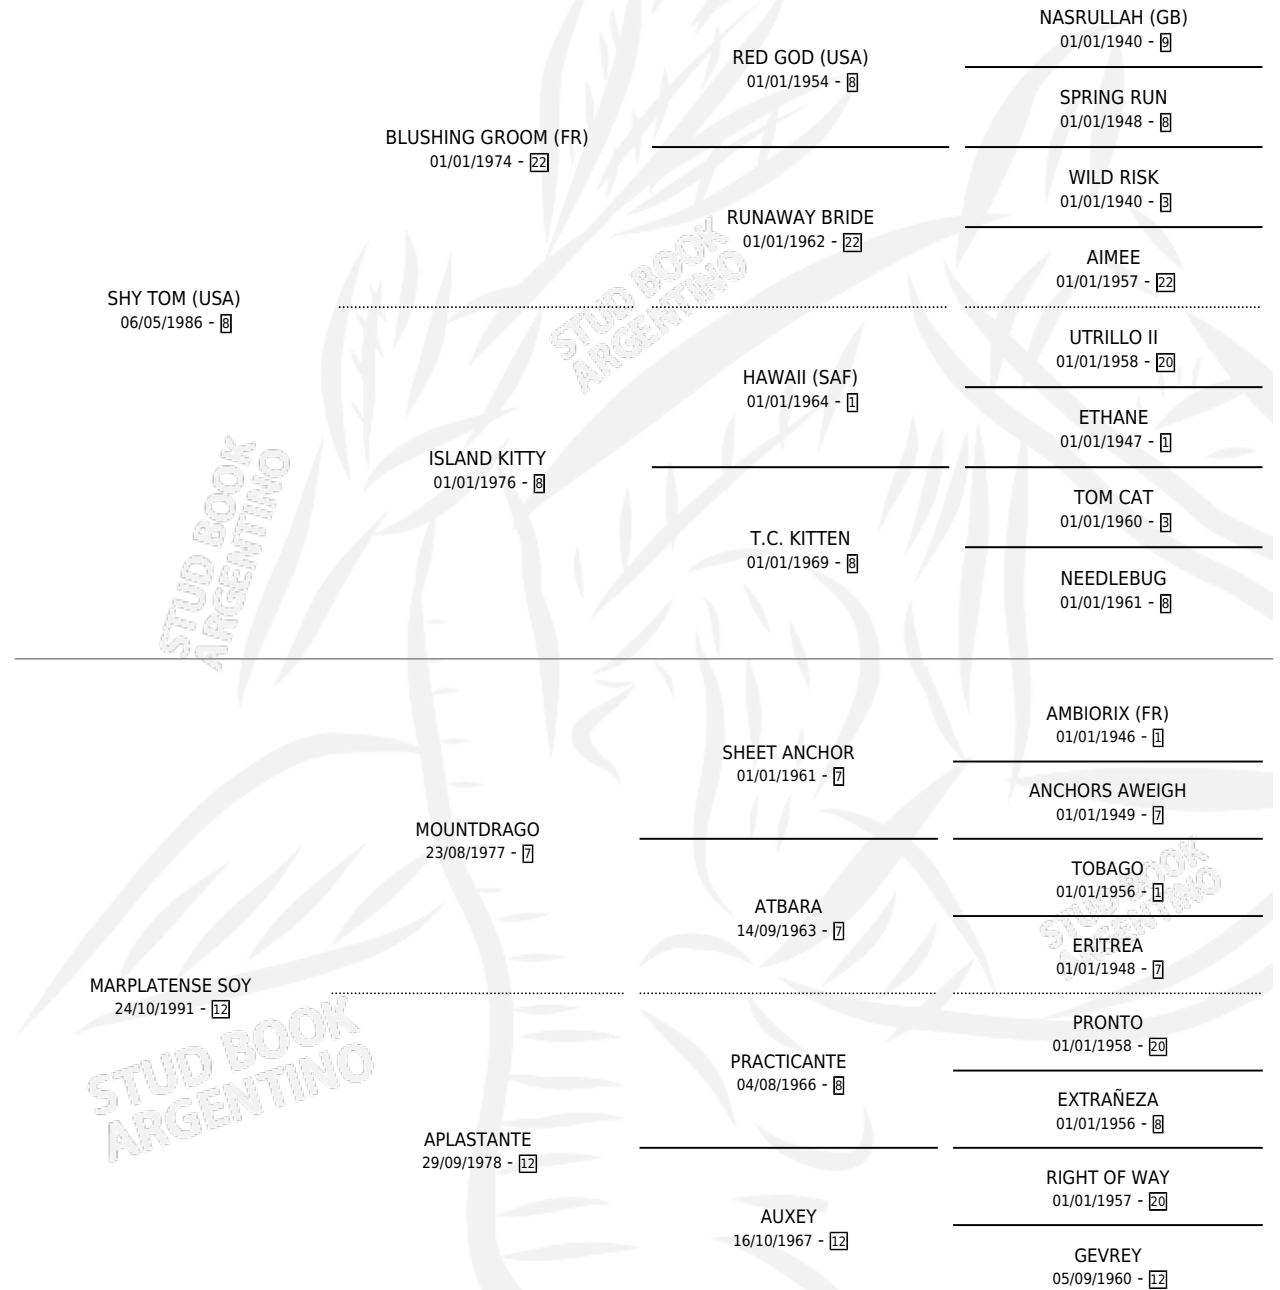 NASRULLAH (GB)
01/01/1940 - 9
RED GOD (USA)
01/01/1954 - 8
SPRING RUN
01/01/1948 - 8
BLUSHING GROOM (FR)
01/01/1974 - 22
WILD RISK
01/01/1940 - 3
RUNAWAY BRIDE
01/01/1962 - 22
AIMEE
01/01/1957 - 22
SHY TOM (USA)
06/05/1986 - 8
UTRILLO II
01/01/1958 - 20
HAWAII (SAF)
01/01/1964 - 1
ETHANE
01/01/1947 - 1
ISLAND KITTY
01/01/1976 - 8
TOM CAT
01/01/1960 - 3
T.C. KITTEN
01/01/1969 - 8
NEEDLEBUG
01/01/1961 - 8
AMBIORIX (FR)
01/01/1946 - 1
SHEET ANCHOR
01/01/1961 - 7
ANCHORS AWEIGH
01/01/1949 - 7
MOUNTDRAGO
23/08/1977 - 7
TOBAGO
01/01/1956 - 1
ATBARA
14/09/1963 - 7
ERITREA
01/01/1948 - 7
MARPLATENSE SOY
24/10/1991 - 12
PRONTO
01/01/1958 - 20
PRACTICANTE
04/08/1966 - 8
EXTRAÑEZA
01/01/1956 - 8
APLASTANTE
29/09/1978 - 12
RIGHT OF WAY
01/01/1957 - 20
AUXEY
16/10/1967 - 12
GEVREY
05/09/1960 - 12
STUD BOOK
ARGENTINO
STUD BOOK
ARGENTINO
STUD BOOK
ARGENTINO
STUD BOOK
ARGENTINO